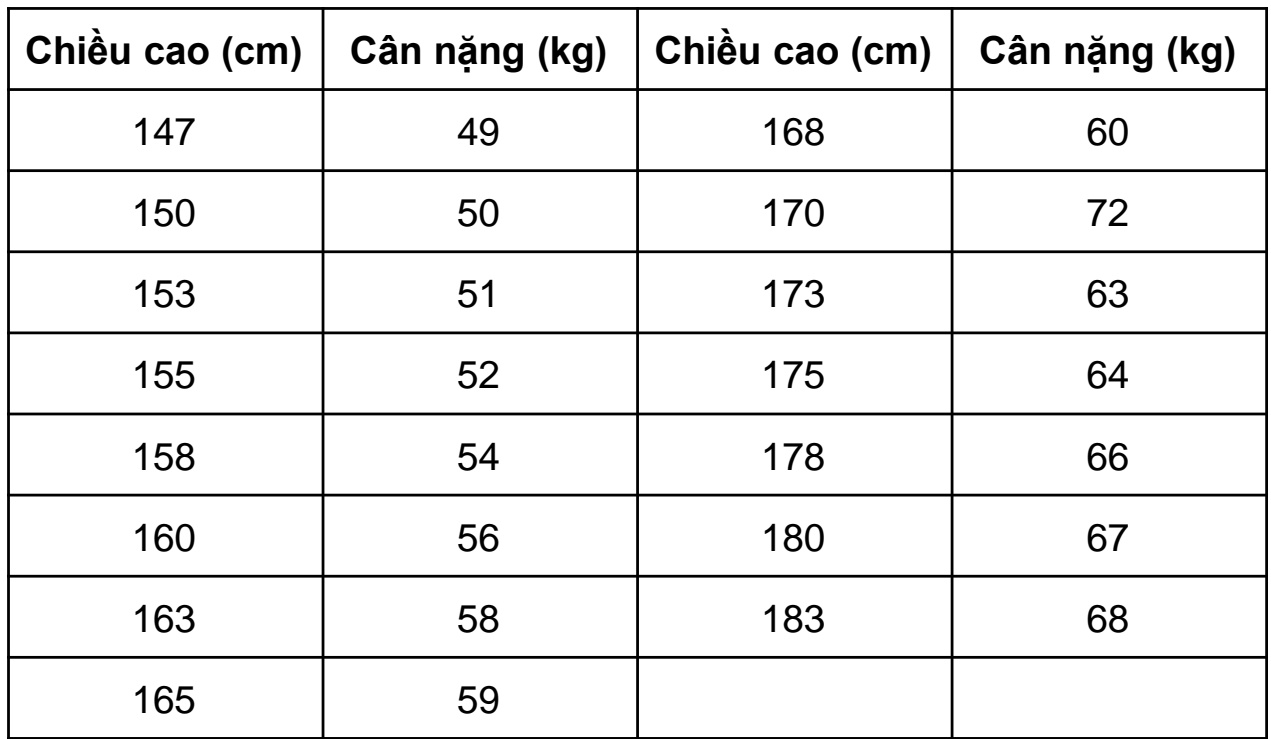 Chiều cao (cm) Cân nặng (kg) Chiều cao (cm) Cân nặng (kg)
147 49 168 60
150 50 170 72
153 51 173 63
155 52 175 64
158 54 178 66
160 56 180 67
163 58 183 68
165 59